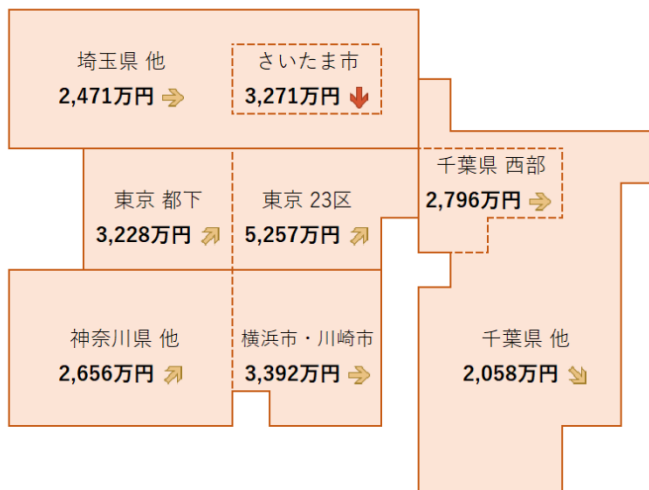 埼玉県 他
2,471万円
さいたま市
3,271万円
千葉県 西部
2,796万円
東京 都下
3,228万円
東京 23区
5,257万円
神奈川県 他
2,656万円
横浜市・川崎市
3,392万円
千葉県 他
2,058万円